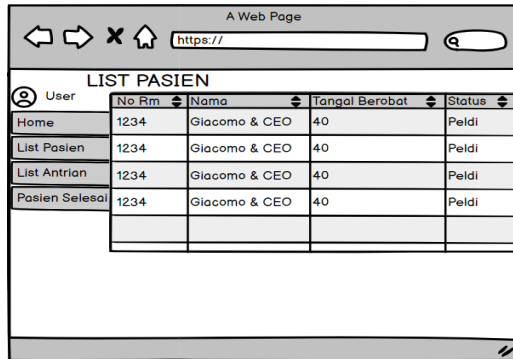 A Web Page
https://
LIST PASIEN
User
No Rm Nama Tangal Berobat Status
Home
1234 Giacomo & CEO 40 Peldi
List Pasien
1234 Giacomo & CEO 40 Peldi
List Antrian
1234 Giacomo & CEO 40 Peldi
Pasien Selesai
1234 Giacomo & CEO 40 Peldi